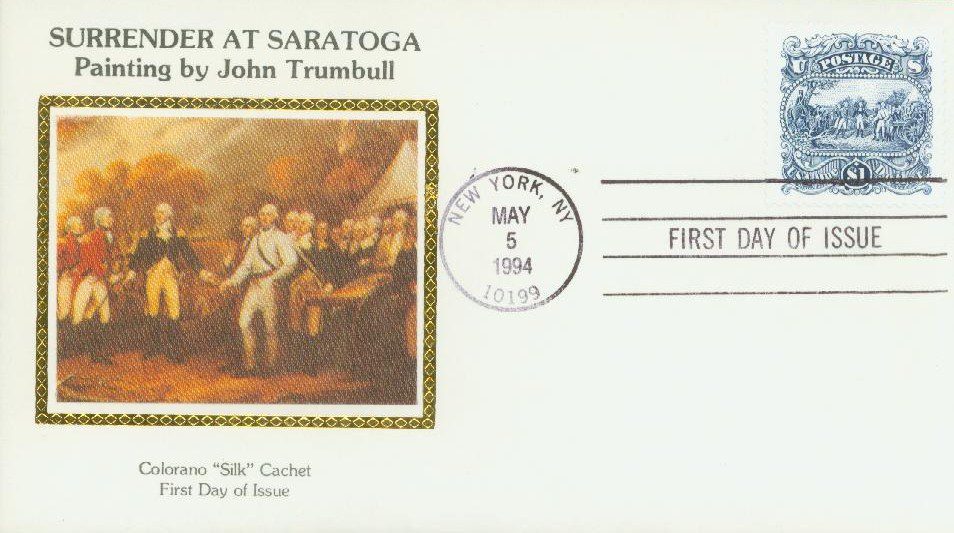 SURRENDER AT SARATOGA
Painting by John Trumbull
U POSTAGE S
$1
NEW YORK, NY
MAY
5
1994
10199
FIRST DAY OF ISSUE
Colorano "Silk" Cachet
First Day of Issue